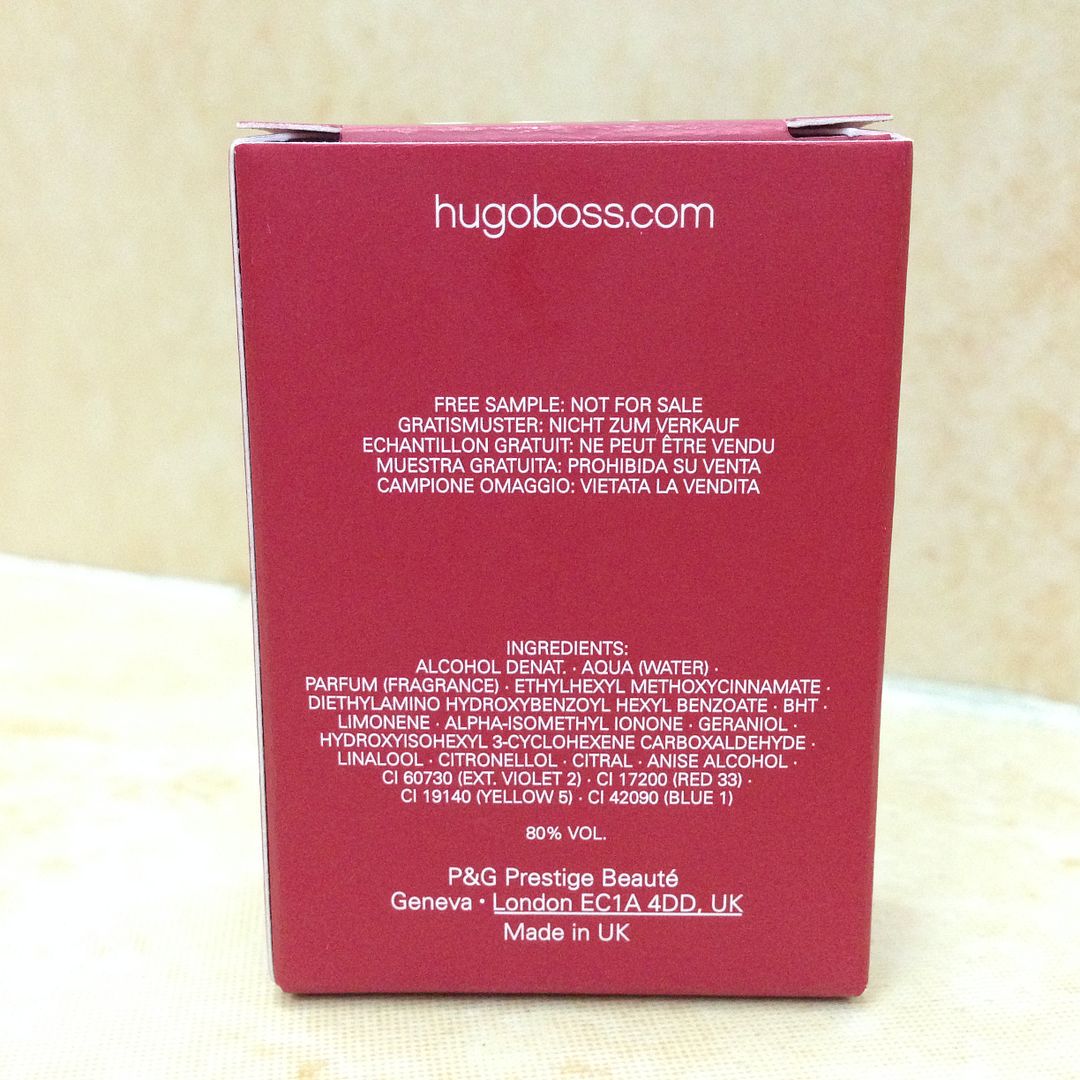 hugoboss.com
FREE SAMPLE: NOT FOR SALE
GRATISMUSTER: NICHT ZUM VERKAUF
ECHANTILLON GRATUIT: NE PEUT ÊTRE VENDU
MUESTRA GRATUITA: PROHIBIDA SU VENTA
CAMPIONE OMAGGIO: VIETATA LA VENDITA
INGREDIENTS:
ALCOHOL DENAT. · AQUA (WATER) ·
PARFUM (FRAGRANCE) · ETHYLHEXYL METHOXYCINNAMATE ·
DIETHYLAMINO HYDROXYBENZOYL HEXYL BENZOATE · BHT ·
LIMONENE · ALPHA-ISOMETHYL IONONE · GERANIOL ·
HYDROXYISOHEXYL 3-CYCLOHEXENE CARBOXALDEHYDE ·
LINALOOL · CITRONELLOL · CITRAL · ANISE ALCOHOL ·
CI 60730 (EXT. VIOLET 2) · CI 17200 (RED 33) ·
CI 19140 (YELLOW 5) · CI 42090 (BLUE 1)
80% VOL.
P&G Prestige Beauté
Geneva · London EC1A 4DD, UK
Made in UK